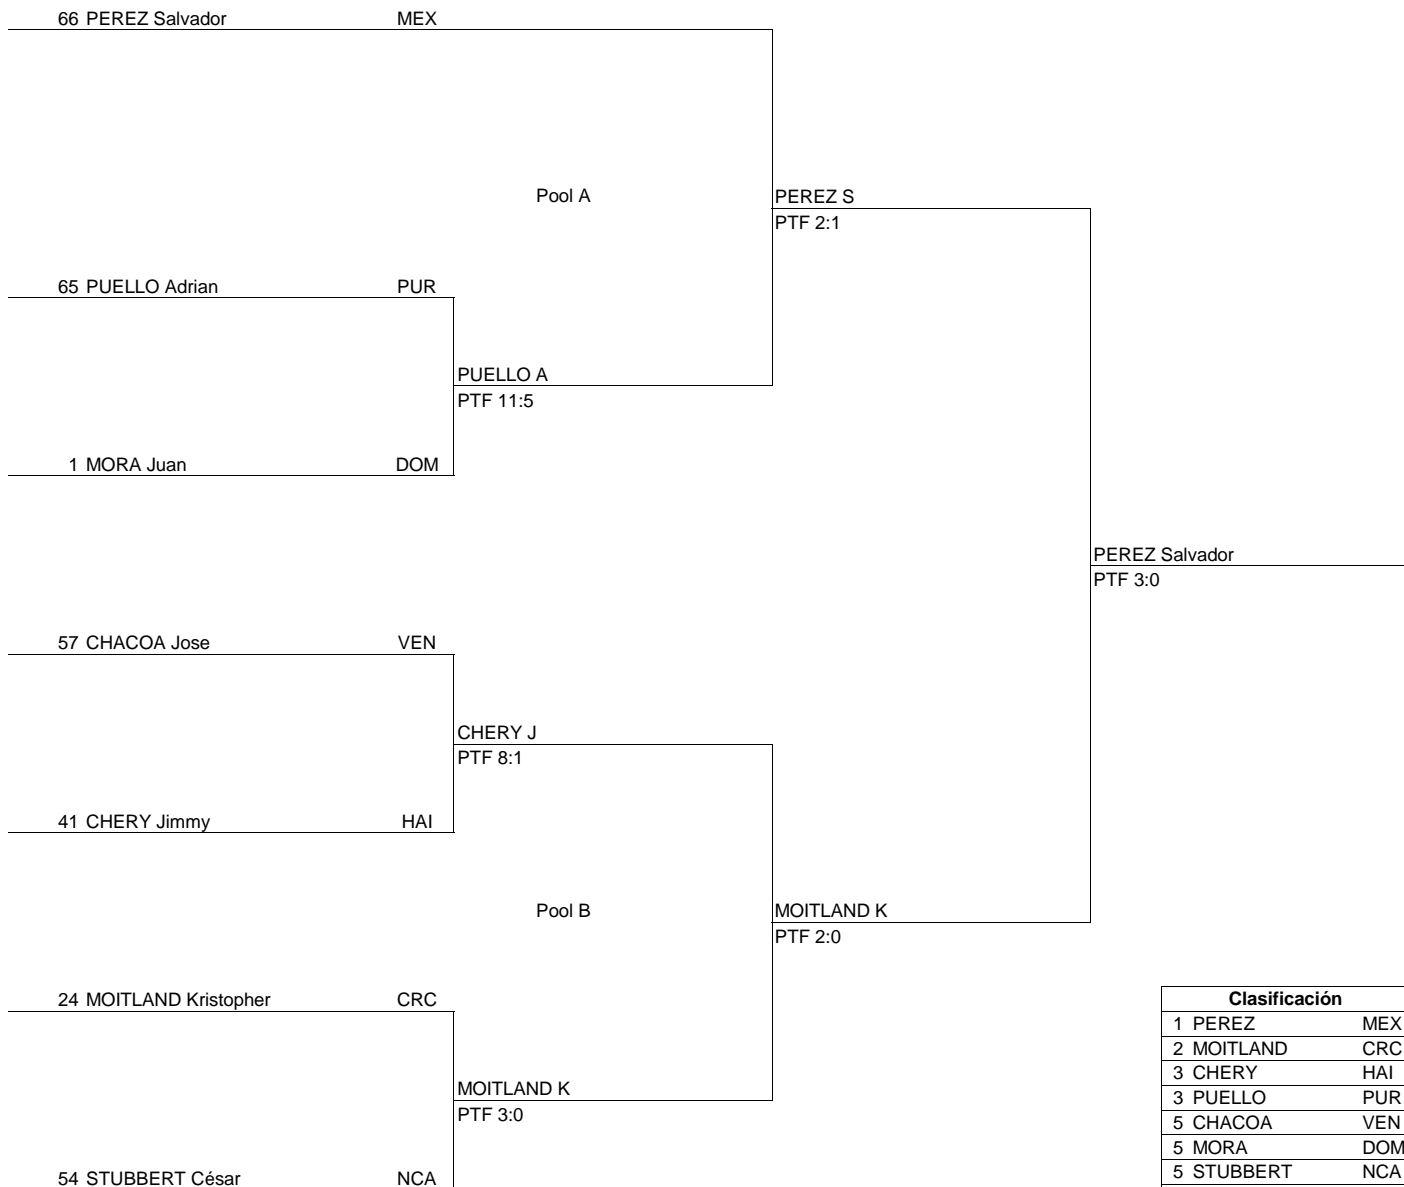 66 PEREZ Salvador MEX
Pool A
PEREZ S
PTF 2:1
65 PUELLO Adrian PUR
PUELLO A
PTF 11:5
1 MORA Juan DOM
PEREZ Salvador
PTF 3:0
57 CHACOA Jose VEN
CHERY J
PTF 8:1
41 CHERY Jimmy HAI
Pool B
MOITLAND K
PTF 2:0
24 MOITLAND Kristopher CRC
MOITLAND K
PTF 3:0
54 STUBBERT César NCA
Clasificación
1 PEREZ MEX
2 MOITLAND CRC
3 CHERY HAI
3 PUELLO PUR
5 CHACOA VEN
5 MORA DOM
5 STUBBERT NCA